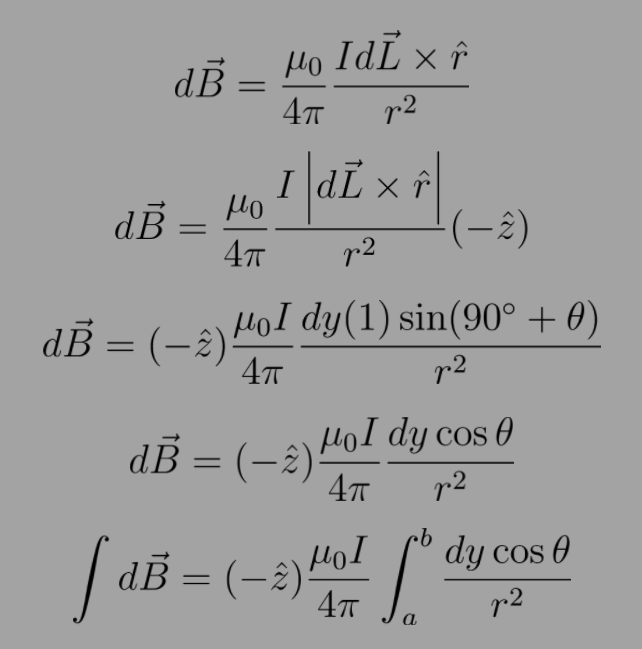 $d\vec{B} = \frac{\mu_0}{4\pi} \frac{I d\vec{L} \times \hat{r}}{r^2}$
$d\vec{B} = \frac{\mu_0}{4\pi} \frac{I \left| d\vec{L} \times \hat{r} \right|}{r^2} (-\hat{z})$
$d\vec{B} = (-\hat{z}) \frac{\mu_0 I}{4\pi} \frac{dy(1) \sin(90^\circ + \theta)}{r^2}$
$d\vec{B} = (-\hat{z}) \frac{\mu_0 I}{4\pi} \frac{dy \cos \theta}{r^2}$
$\int d\vec{B} = (-\hat{z}) \frac{\mu_0 I}{4\pi} \int_a^b \frac{dy \cos \theta}{r^2}$